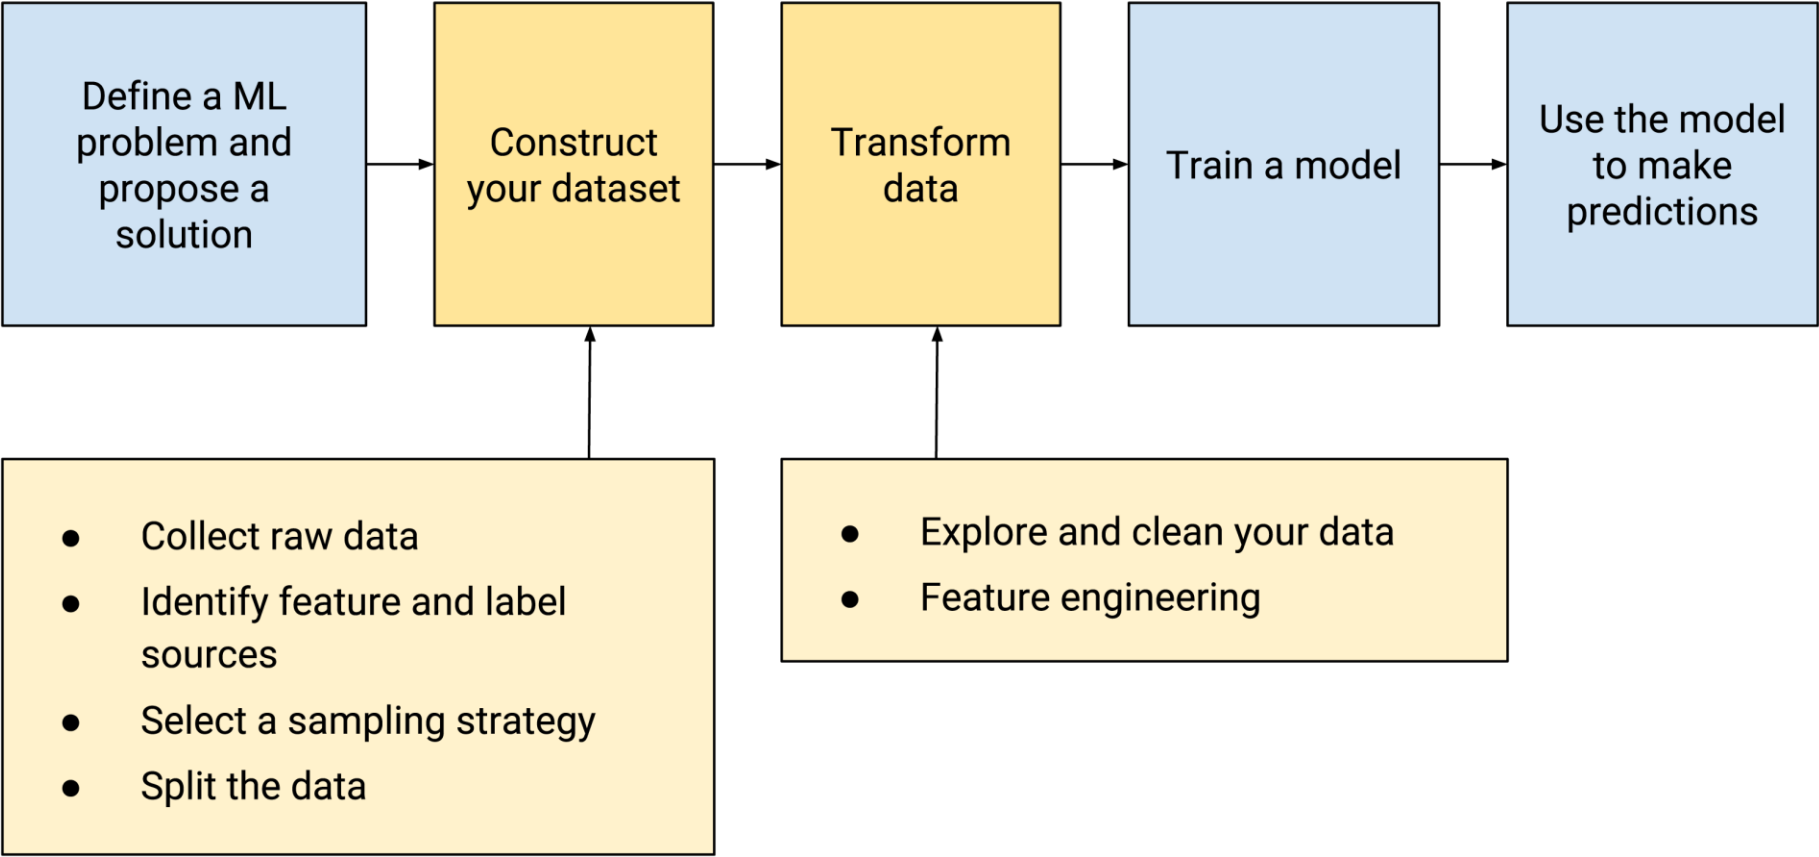 Define a ML
problem and
propose a
solution
Construct
your dataset
Transform
data
Train a model
Use the model
to make
predictions
● Collect raw data
● Identify feature and label
sources
● Select a sampling strategy
● Split the data
● Explore and clean your data
● Feature engineering